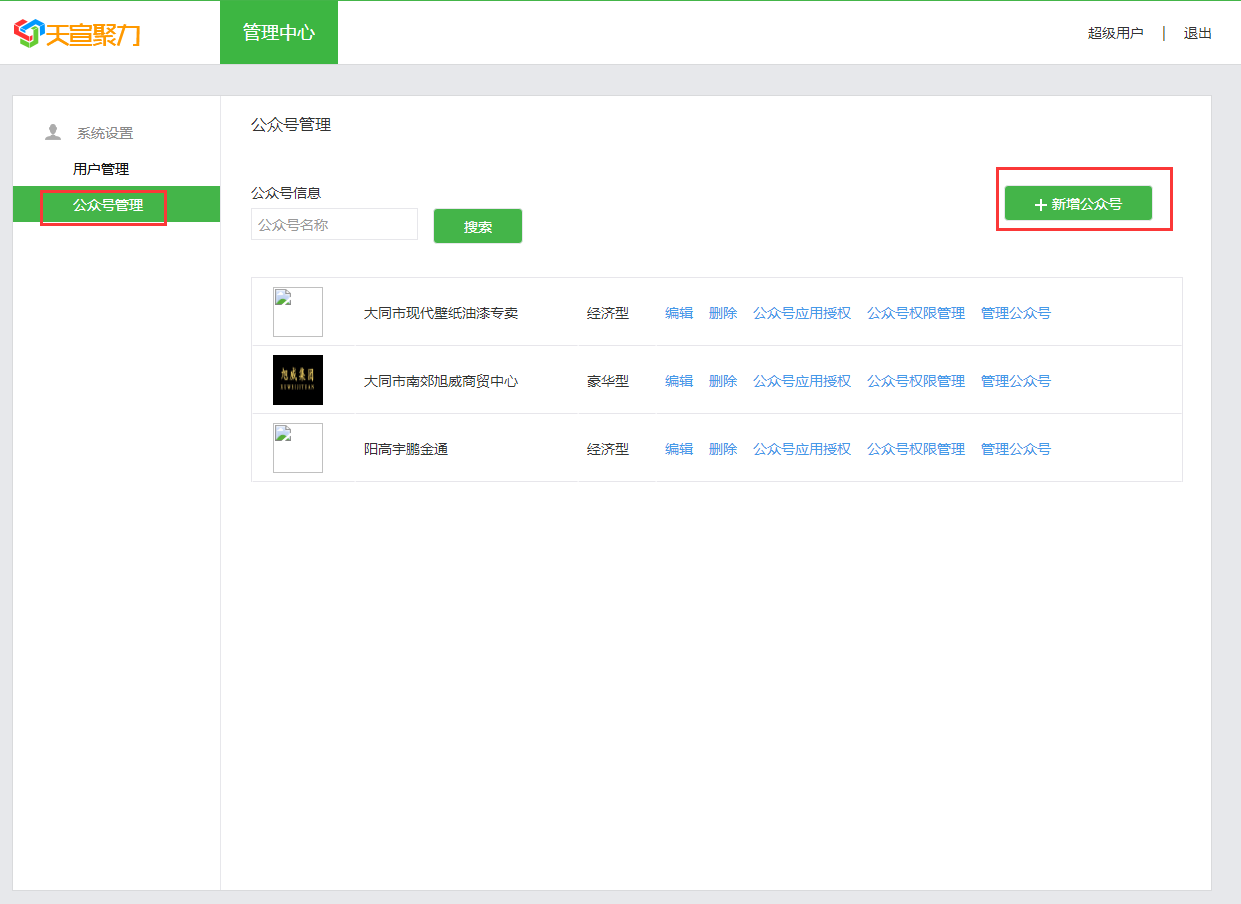 天宣聚力
管理中心
超级用户 | 退出
系统设置
用户管理
公众号管理
公众号管理
公众号信息
公众号名称
搜索
+ 新增公众号
大同市现代壁纸油漆专卖 经济型 编辑 删除 公众号应用授权 公众号权限管理 管理公众号
旭威集团
大同市南郊旭威商贸中心 豪华型 编辑 删除 公众号应用授权 公众号权限管理 管理公众号
阳高宇鹏金通 经济型 编辑 删除 公众号应用授权 公众号权限管理 管理公众号